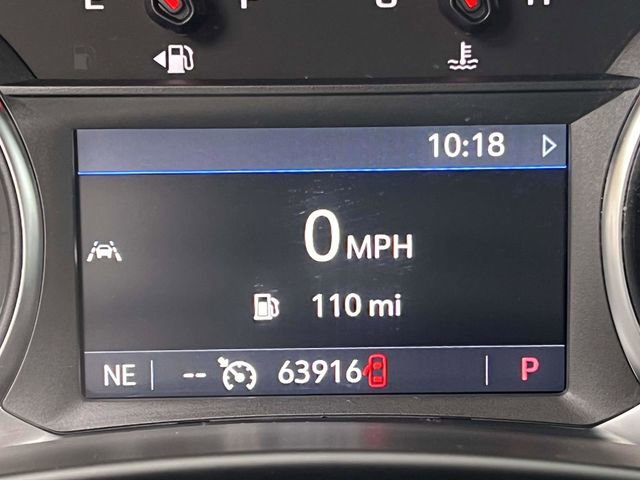 E F C H
10:18
0 MPH
110 mi
NE -- 63916 P